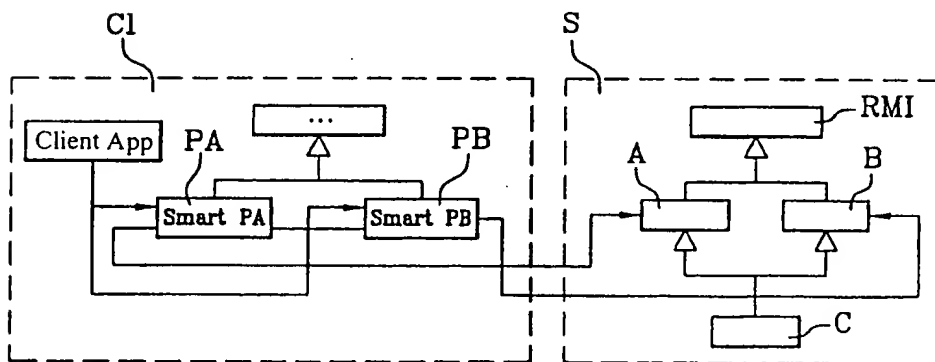 Cl
S
Client App
...
PA
PB
RMI
A
B
Smart PA
Smart PB
C